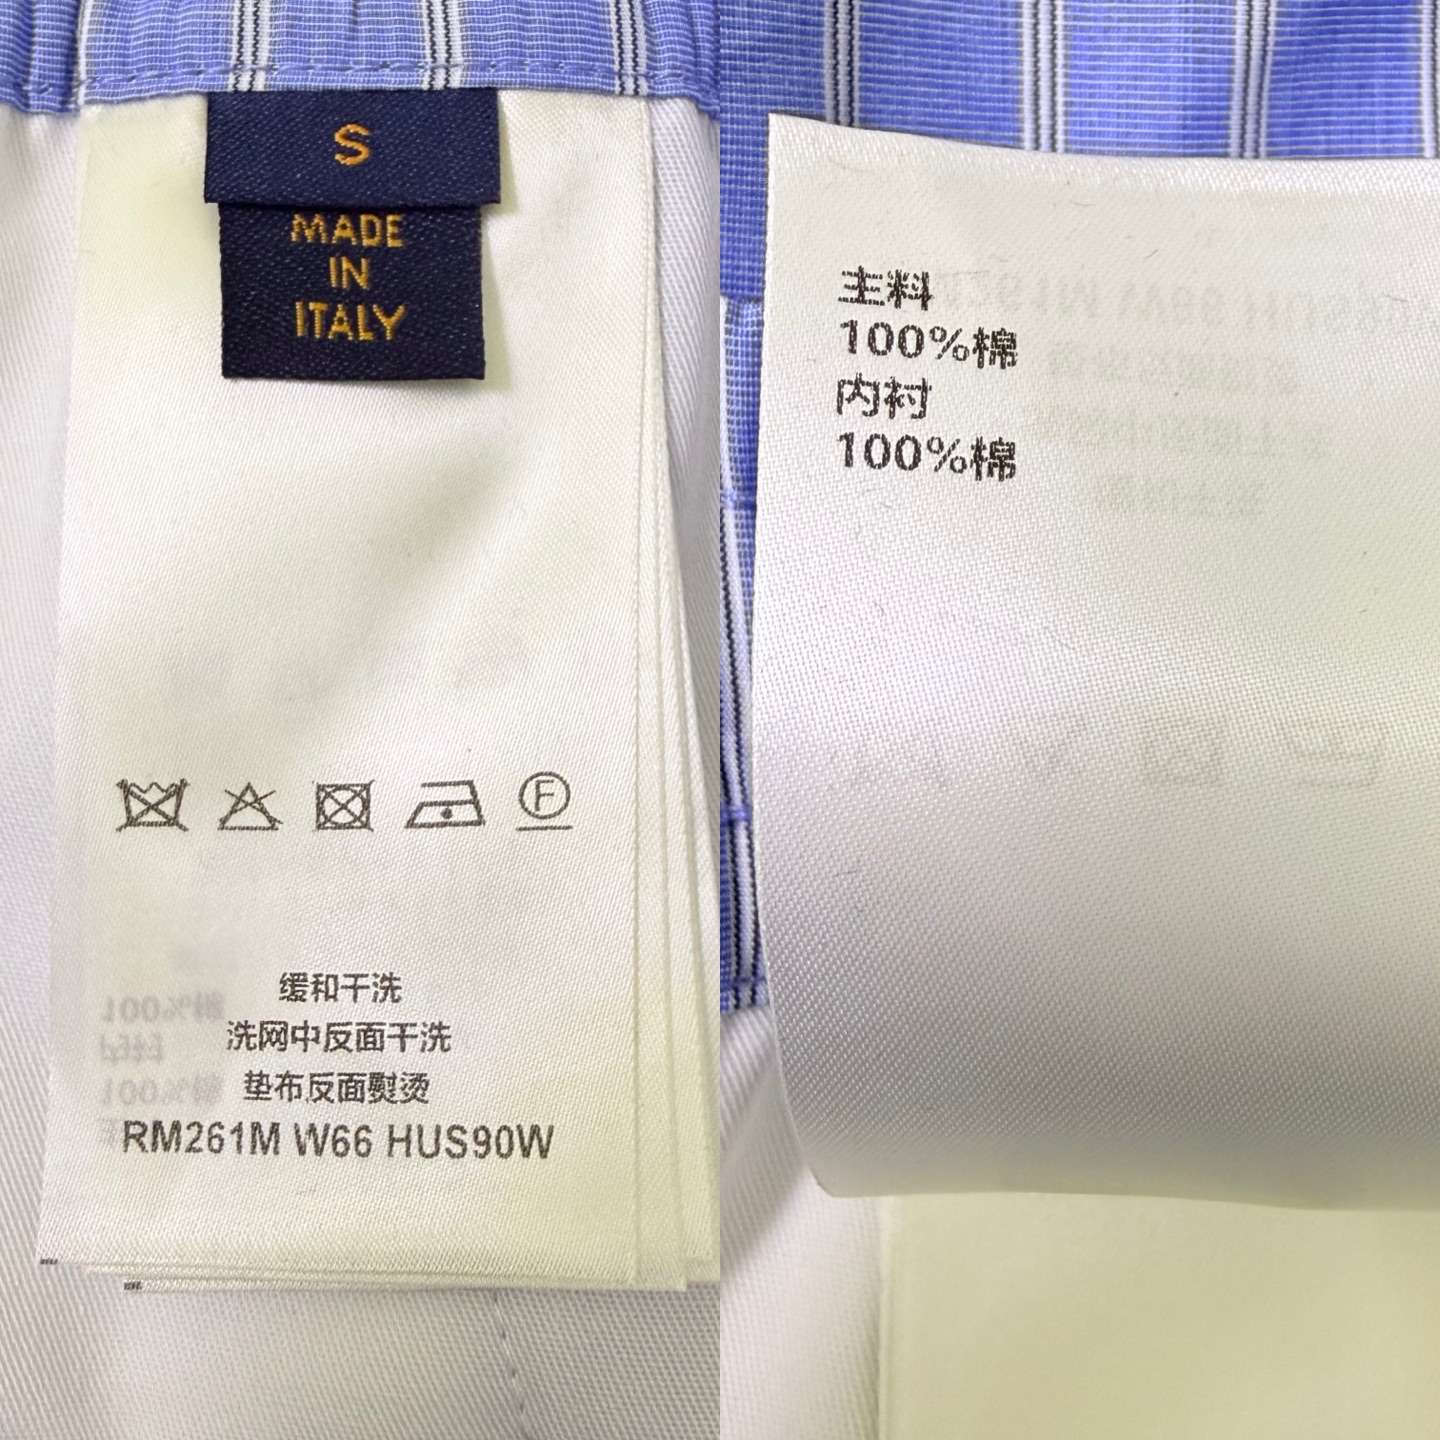 S
MADE
IN
ITALY
F
缓和干洗
洗网中反面干洗
垫布反面熨烫
RM261M W66 HUS90W
主料
100%棉
内衬
100%棉